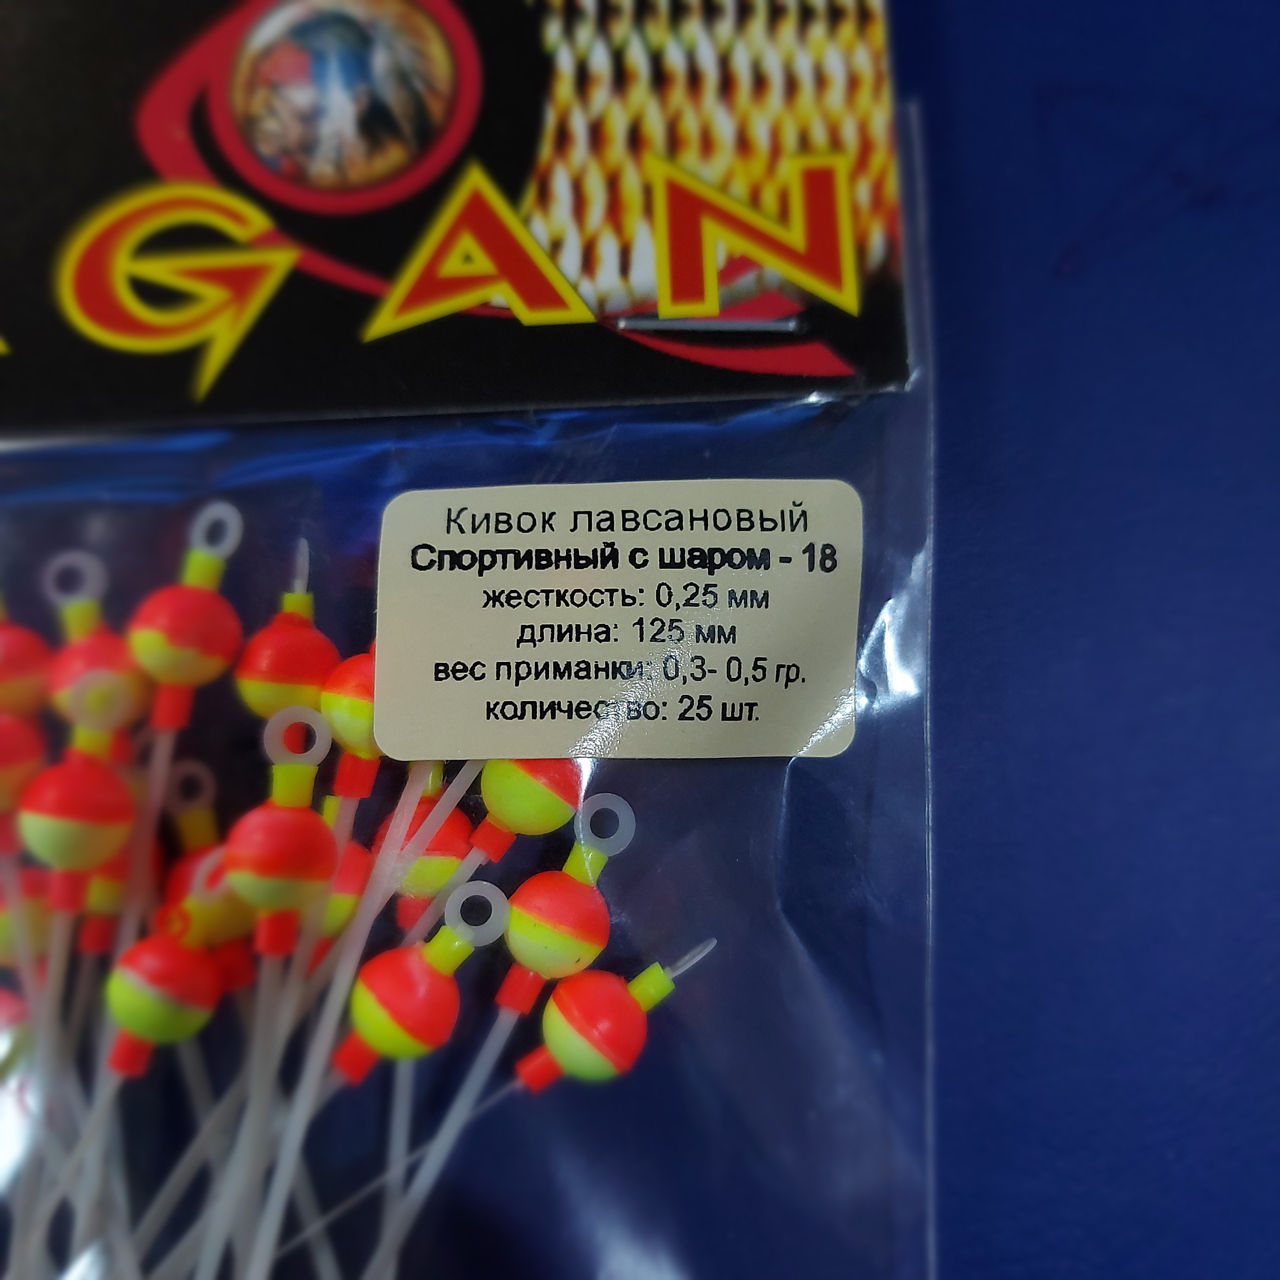 GAN
Кивок лавсановый
Спортивный с шаром - 18
жесткость: 0,25 мм
длина: 125 мм
вес приманки: 0,3- 0,5 гр.
количество: 25 шт.